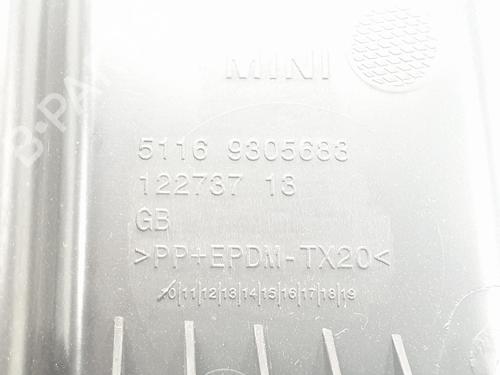 MINI
5116 9305683
122737 13
GB
>PP+EPDM-TX20<
10 11 12 13 14 15 16 17 18 19
B-PARTS